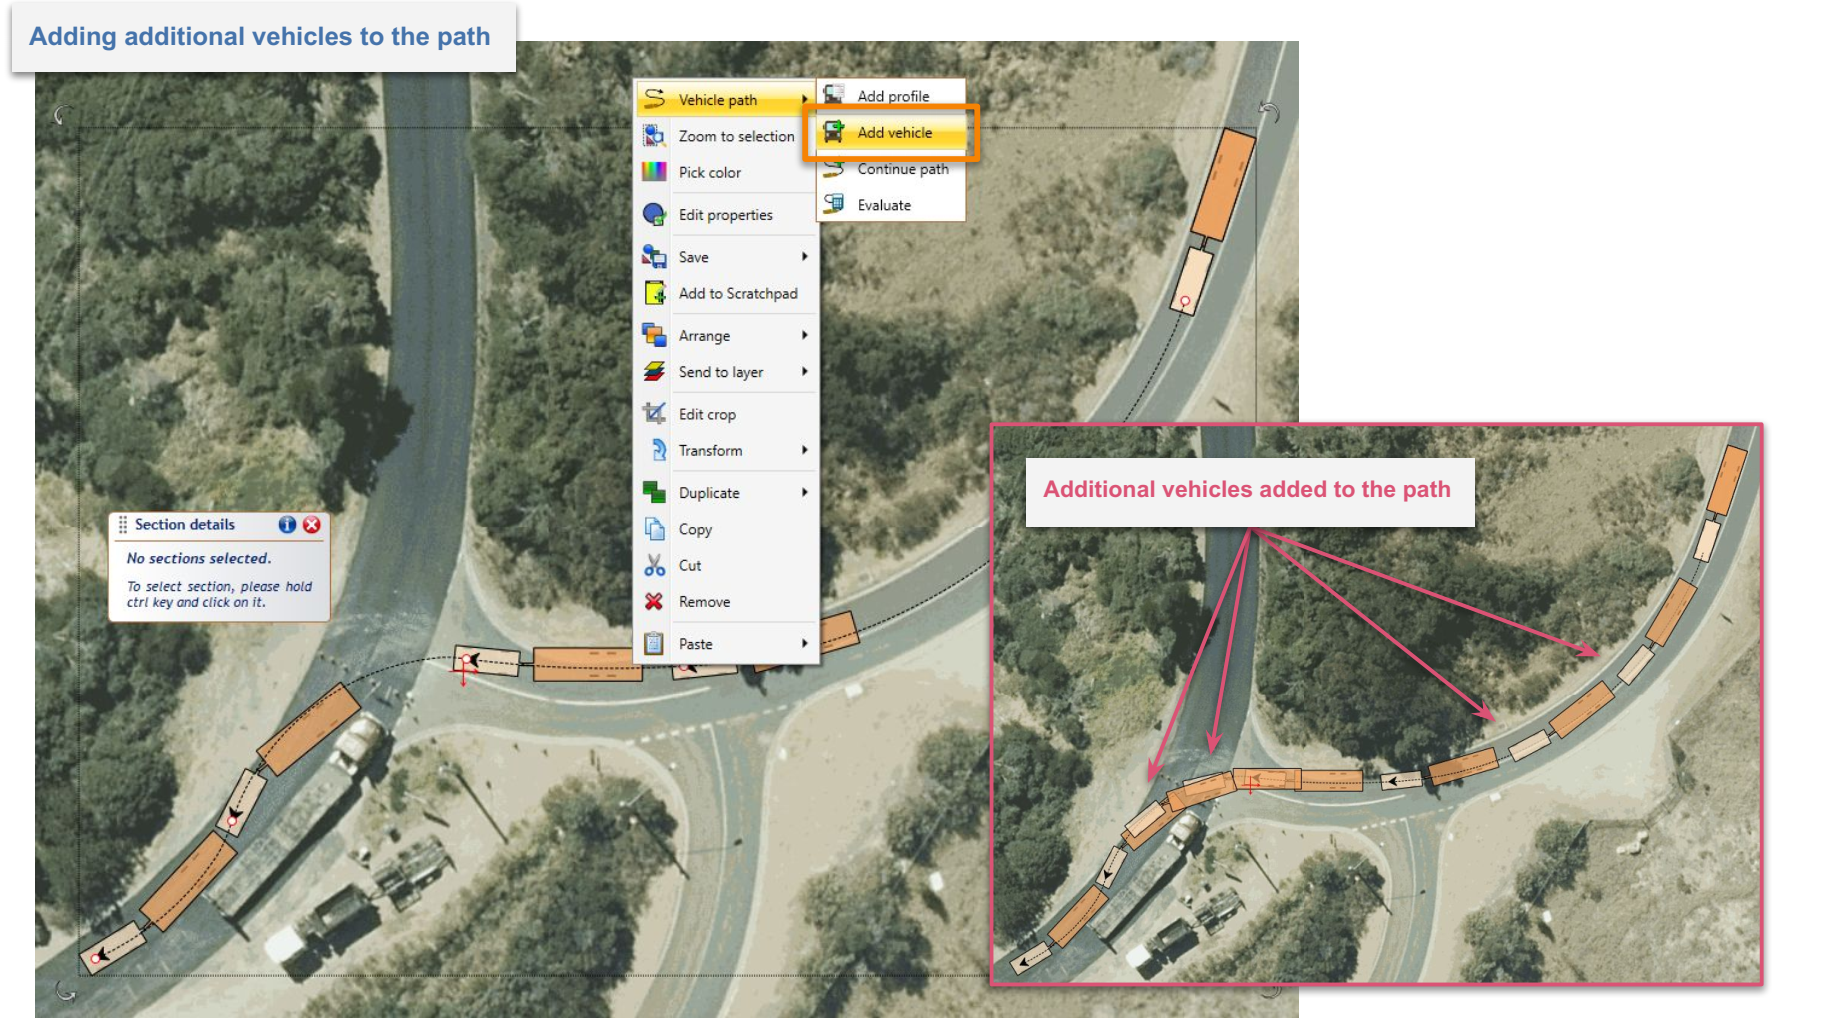 Adding additional vehicles to the path
Vehicle path
Zoom to selection
Pick color
Edit properties
Save
Add to Scratchpad
Arrange
Send to layer
Edit crop
Transform
Duplicate
Copy
Cut
Remove
Paste
Add profile
Add vehicle
Continue path
Evaluate
Section details
No sections selected.
To select section, please hold
ctrl key and click on it.
Additional vehicles added to the path